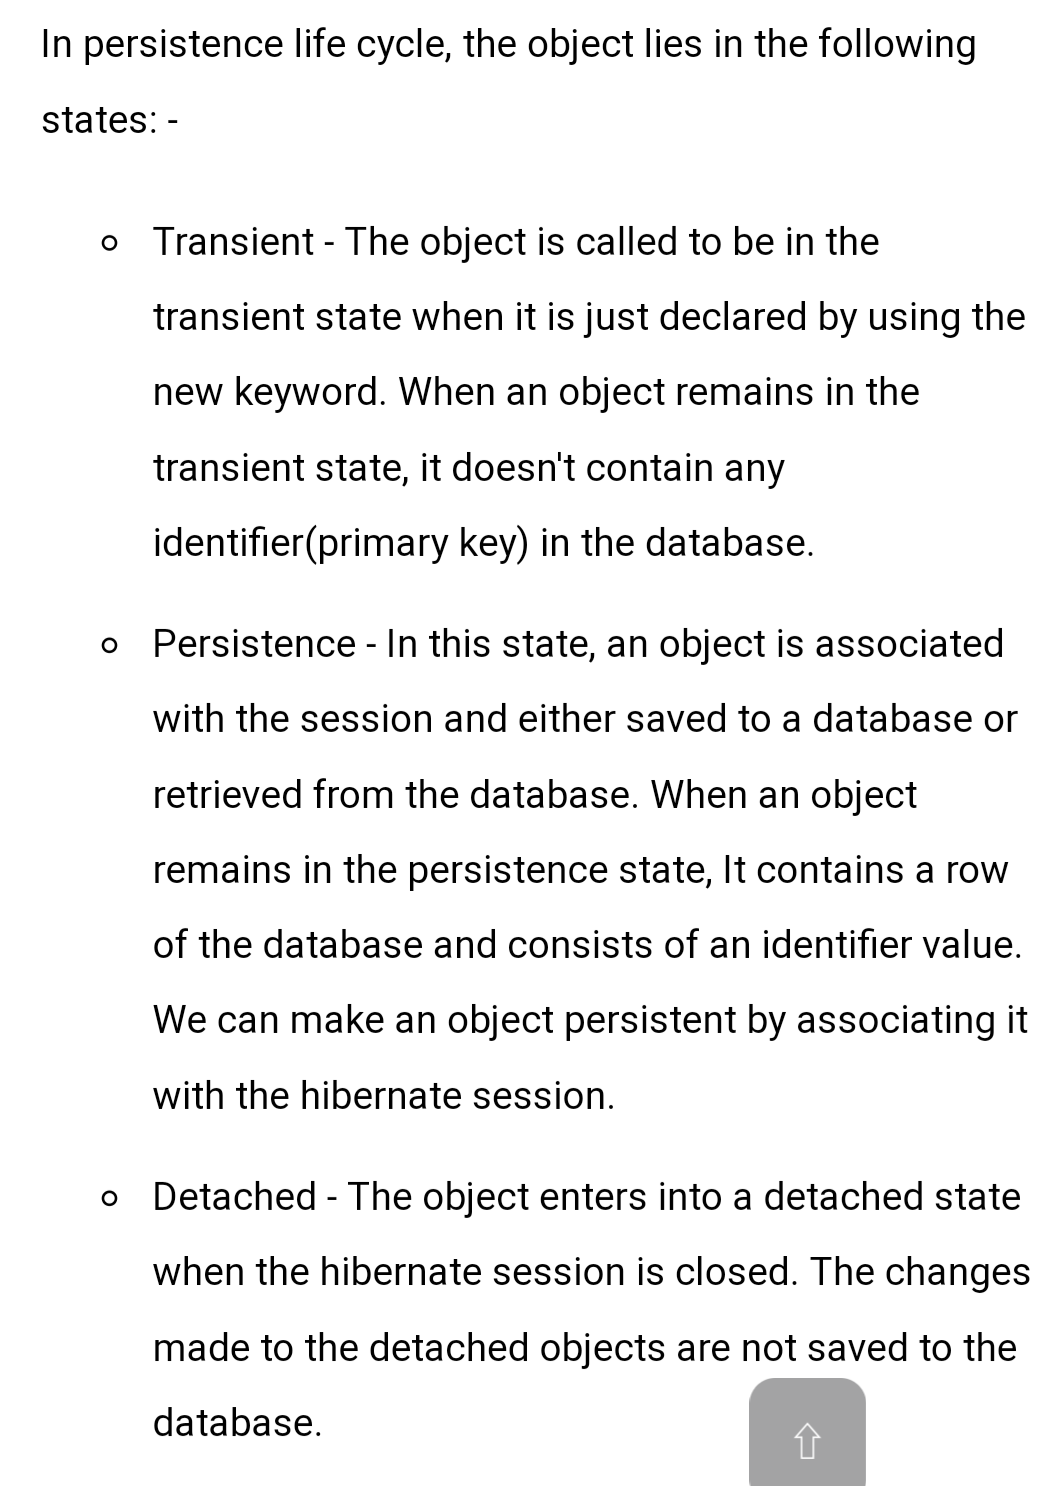 In persistence life cycle, the object lies in the following
states: -
Transient - The object is called to be in the
transient state when it is just declared by using the
new keyword. When an object remains in the
transient state, it doesn't contain any
identifier(primary key) in the database.
Persistence - In this state, an object is associated
with the session and either saved to a database or
retrieved from the database. When an object
remains in the persistence state, It contains a row
of the database and consists of an identifier value.
We can make an object persistent by associating it
with the hibernate session.
Detached - The object enters into a detached state
when the hibernate session is closed. The changes
made to the detached objects are not saved to the
database.